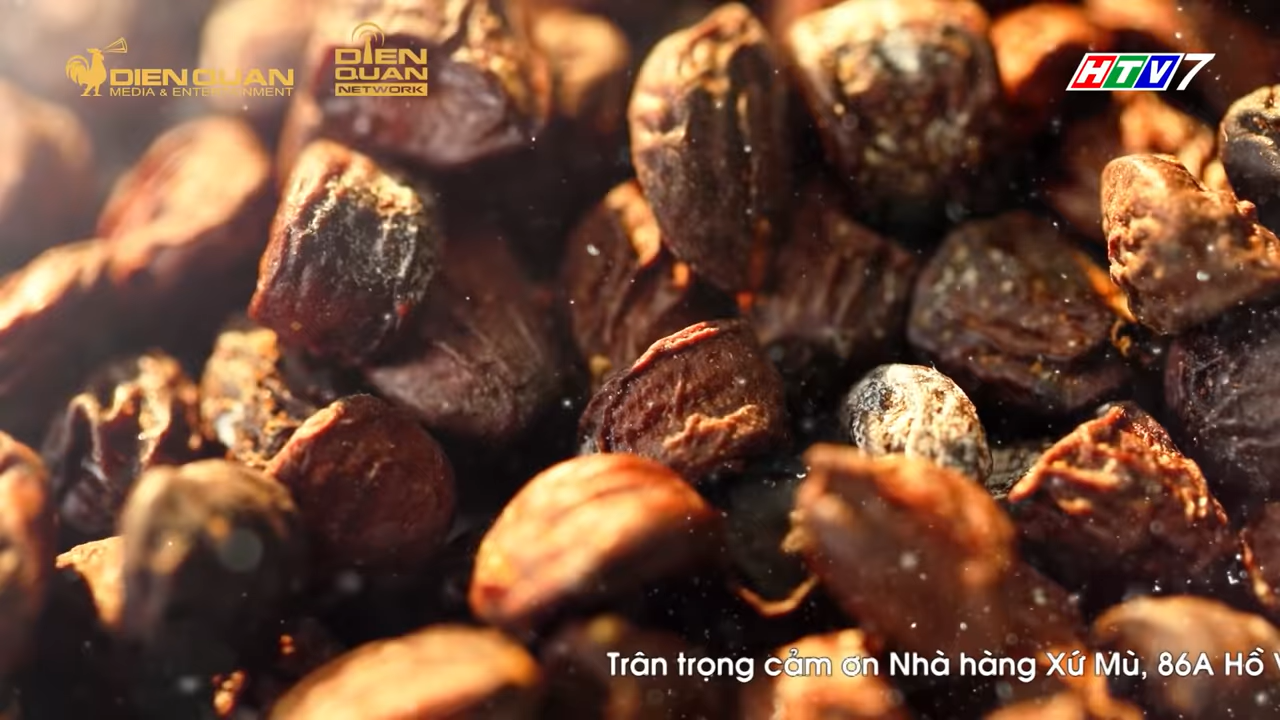 DIEN QUAN
MEDIA & ENTERTAINMENT
DIEN
QUAN
NETWORK
HTV7
Trân trọng cảm ơn Nhà hàng Xứ Mù, 86A Hồ